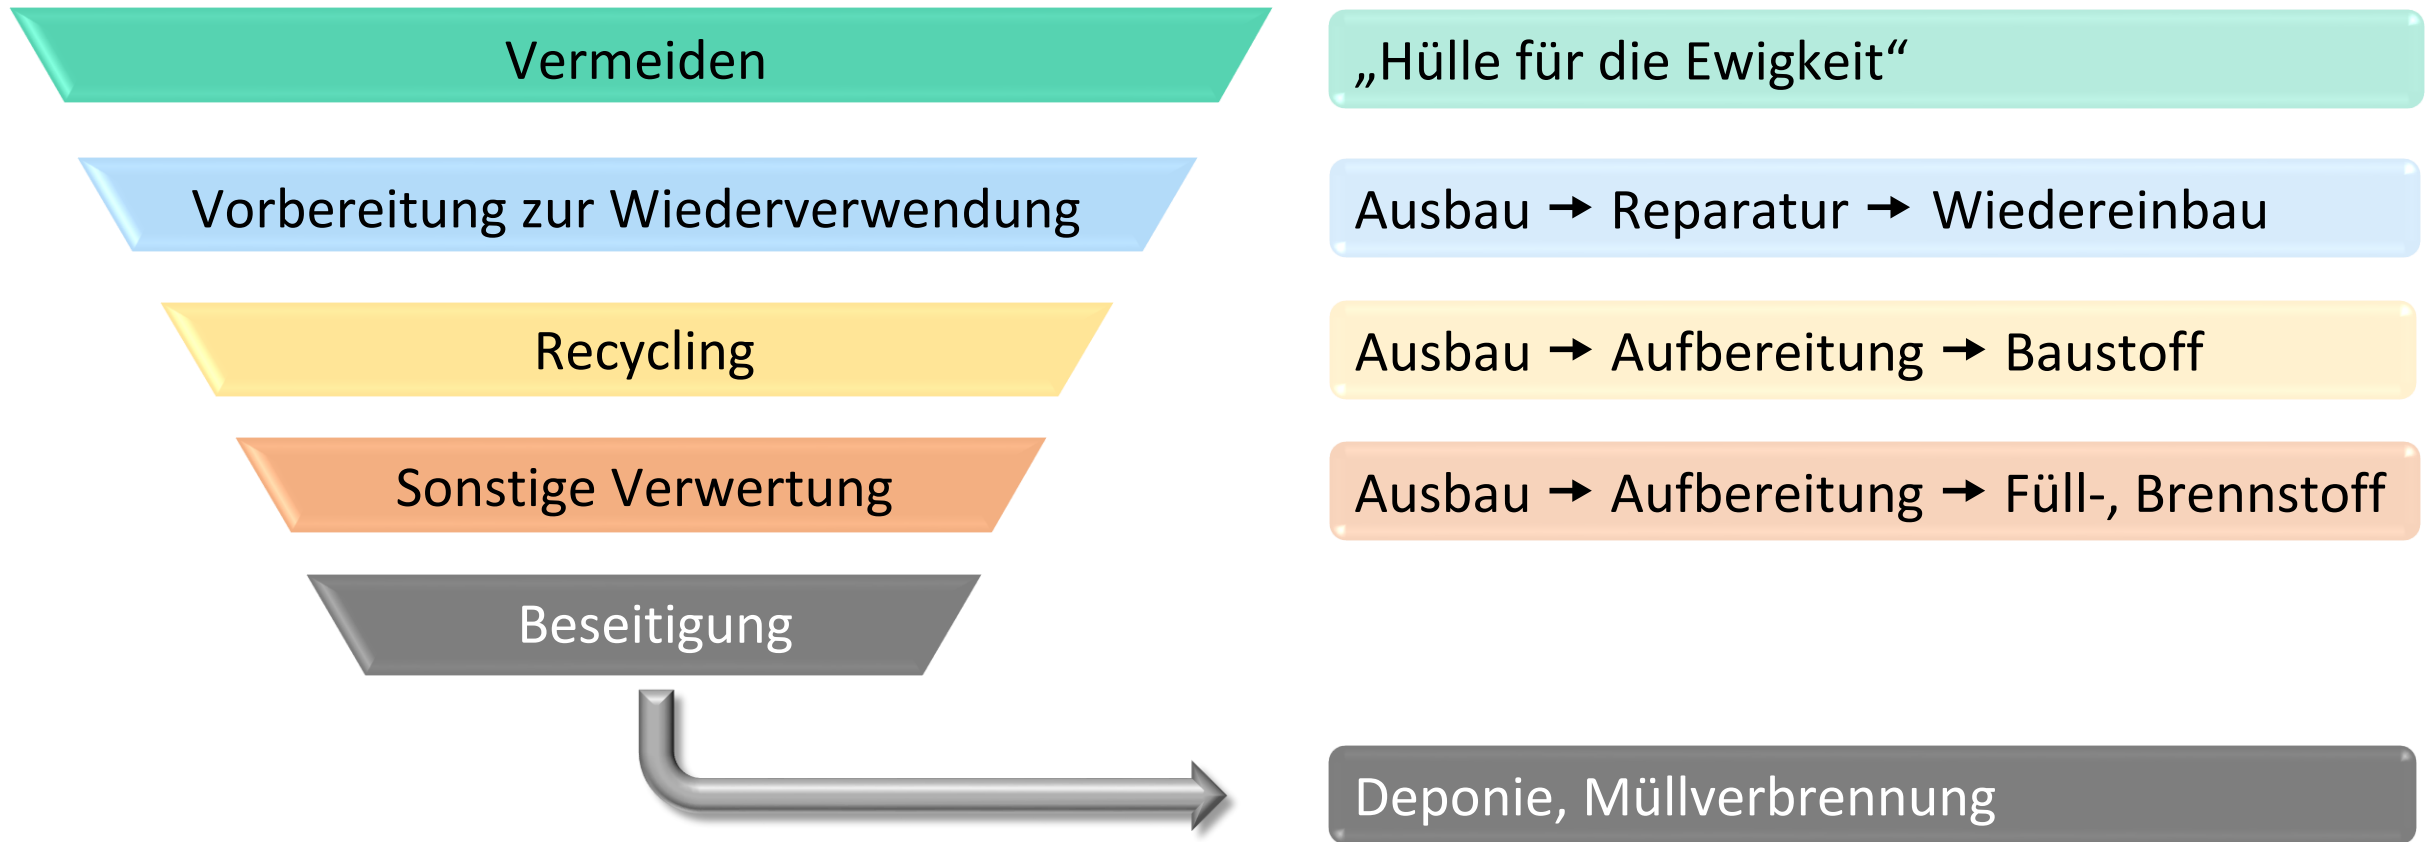 Vermeiden
„Hülle für die Ewigkeit“
Vorbereitung zur Wiederverwendung
Ausbau → Reparatur → Wiedereinbau
Recycling
Ausbau → Aufbereitung → Baustoff
Sonstige Verwertung
Ausbau → Aufbereitung → Füll-, Brennstoff
Beseitigung
Deponie, Müllverbrennung